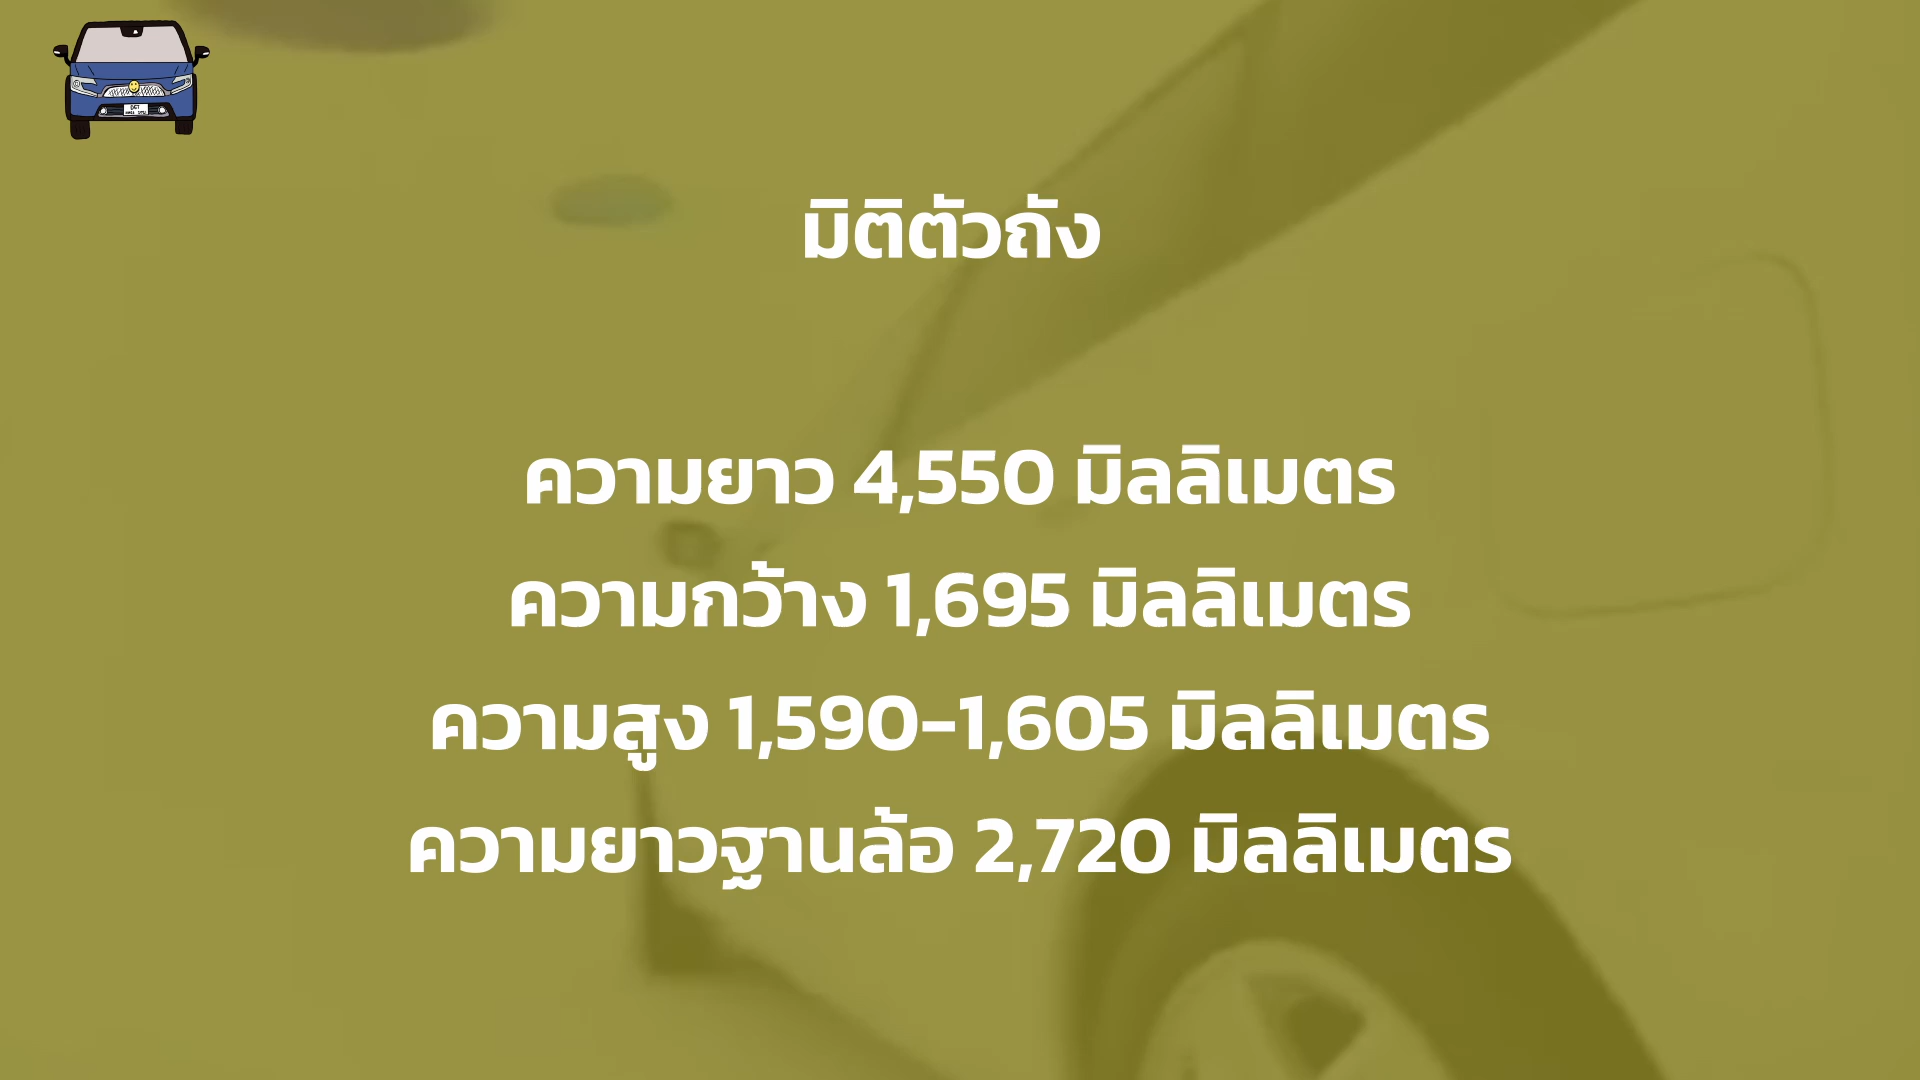 มิติตัวถัง
ความยาว 4,550 มิลลิเมตร
ความกว้าง 1,695 มิลลิเมตร
ความสูง 1,590-1,605 มิลลิเมตร
ความยาวฐานล้อ 2,720 มิลลิเมตร